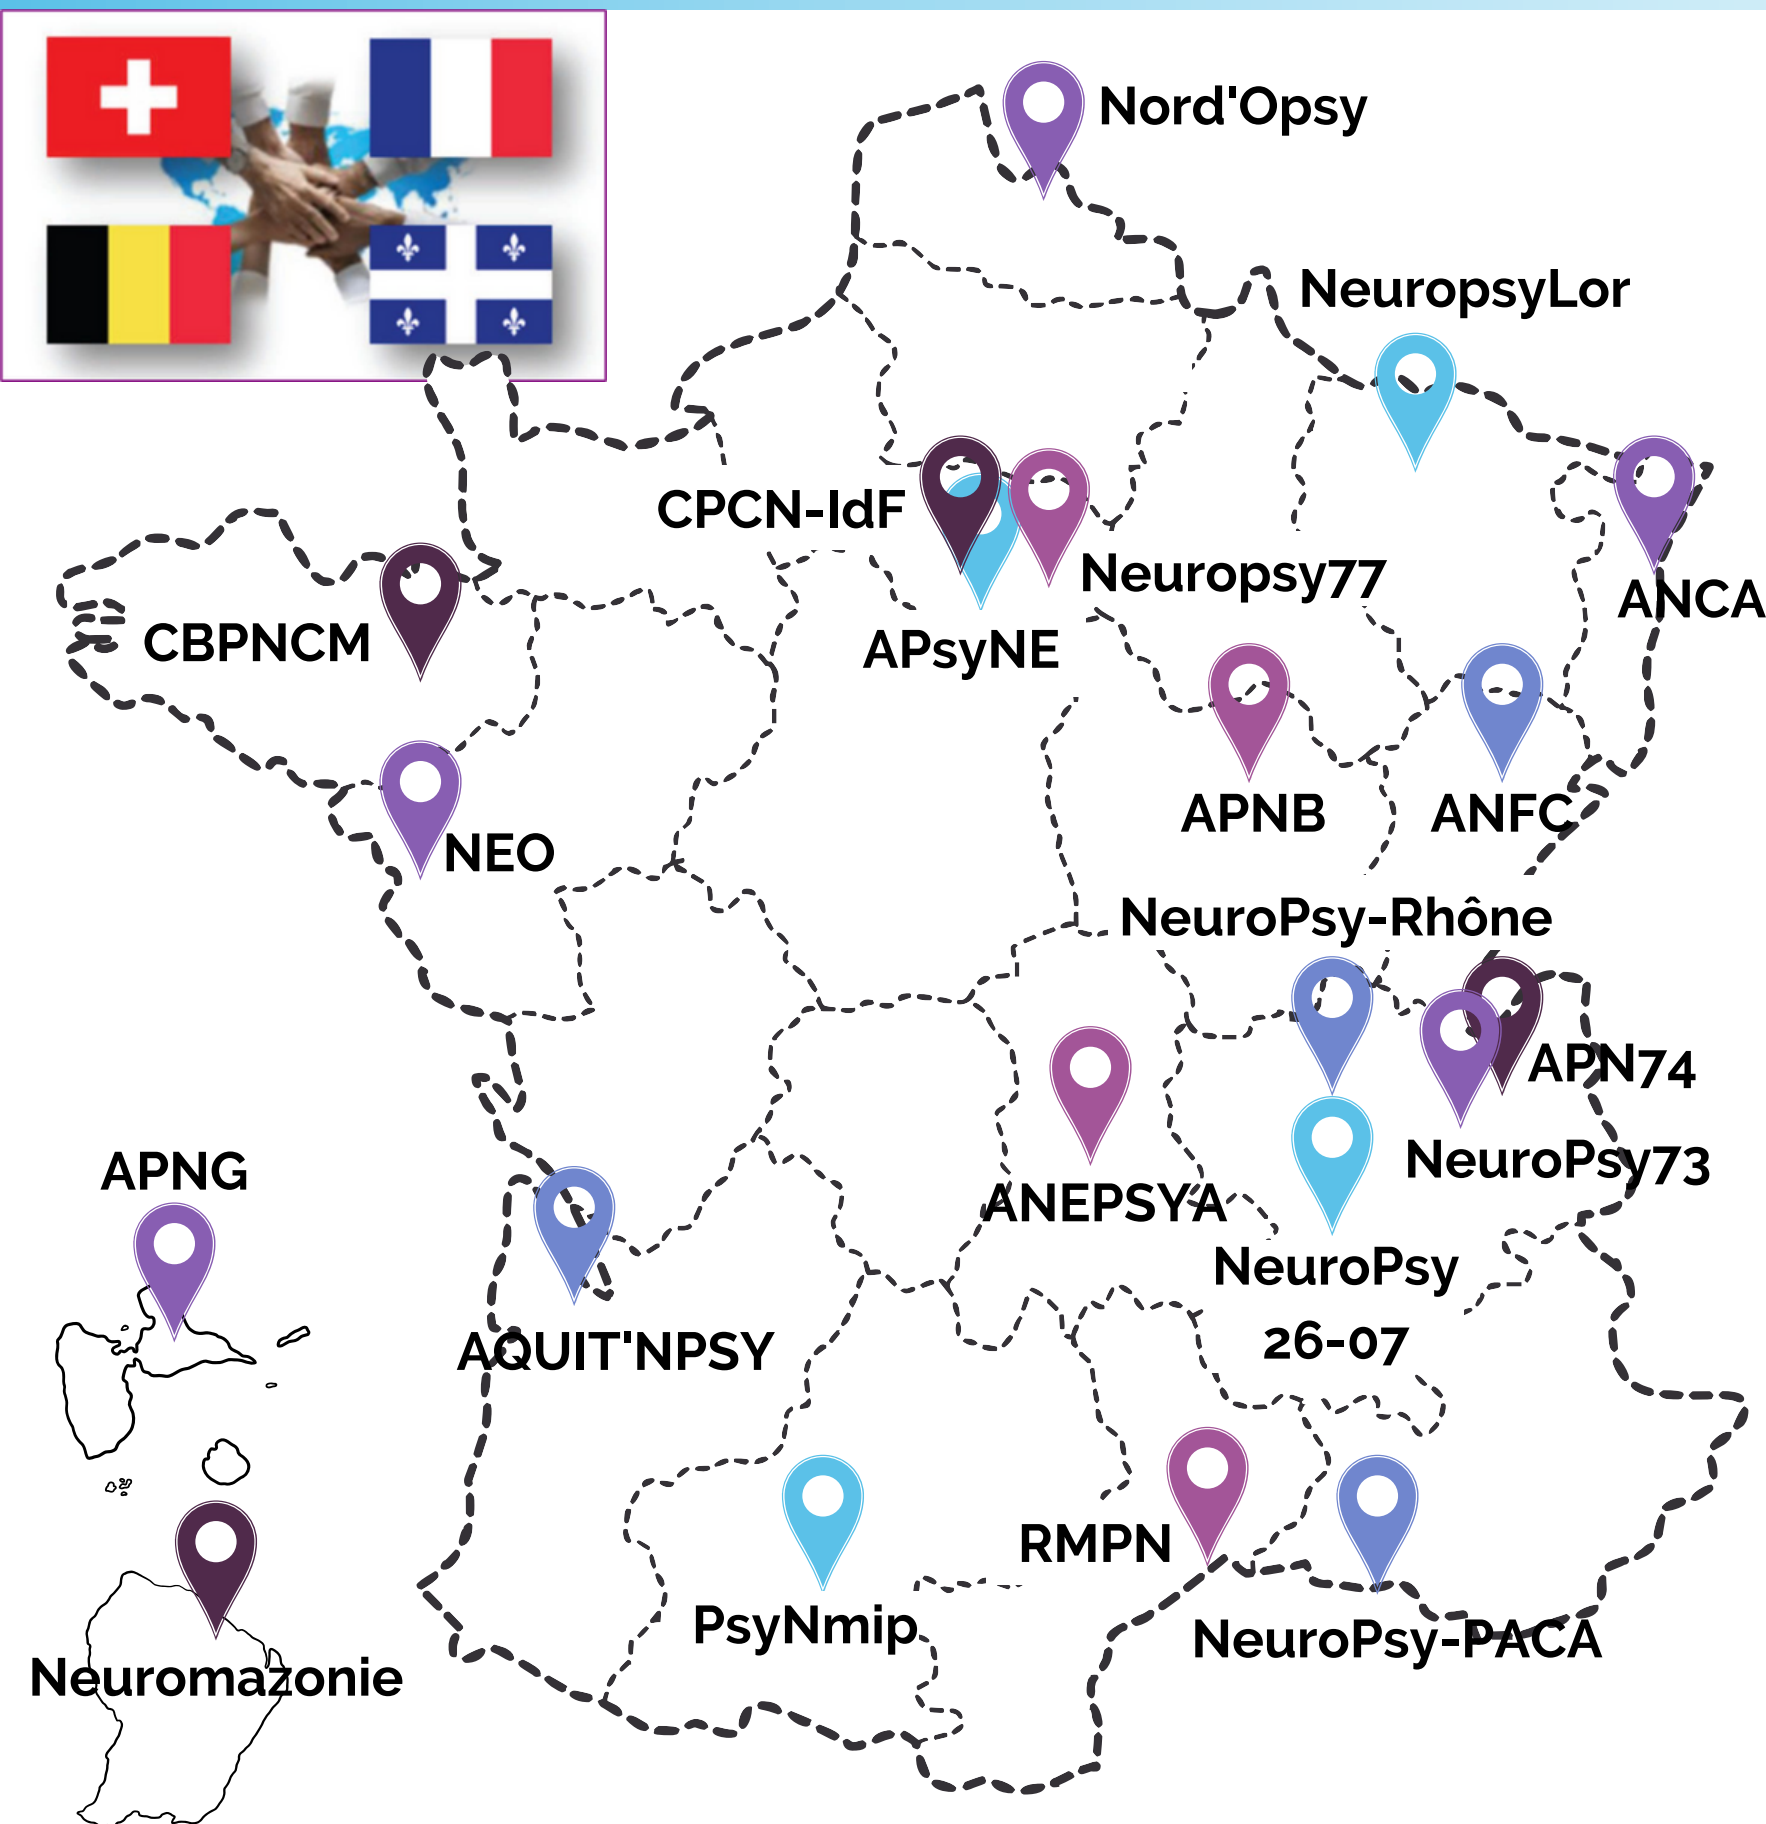 Nord'Opsy
NeuropsyLor
CPCN-IdF
Neuropsy77
ANCA
CBPNCM
APsyNE
APNB
ANFC
NEO
NeuroPsy-Rhône
APN74
NeuroPsy73
APNG
ANEPSYA
NeuroPsy
26-07
AQUIT'NPSY
RMPN
PsyNmip
NeuroPsy-PACA
Neuromazonie